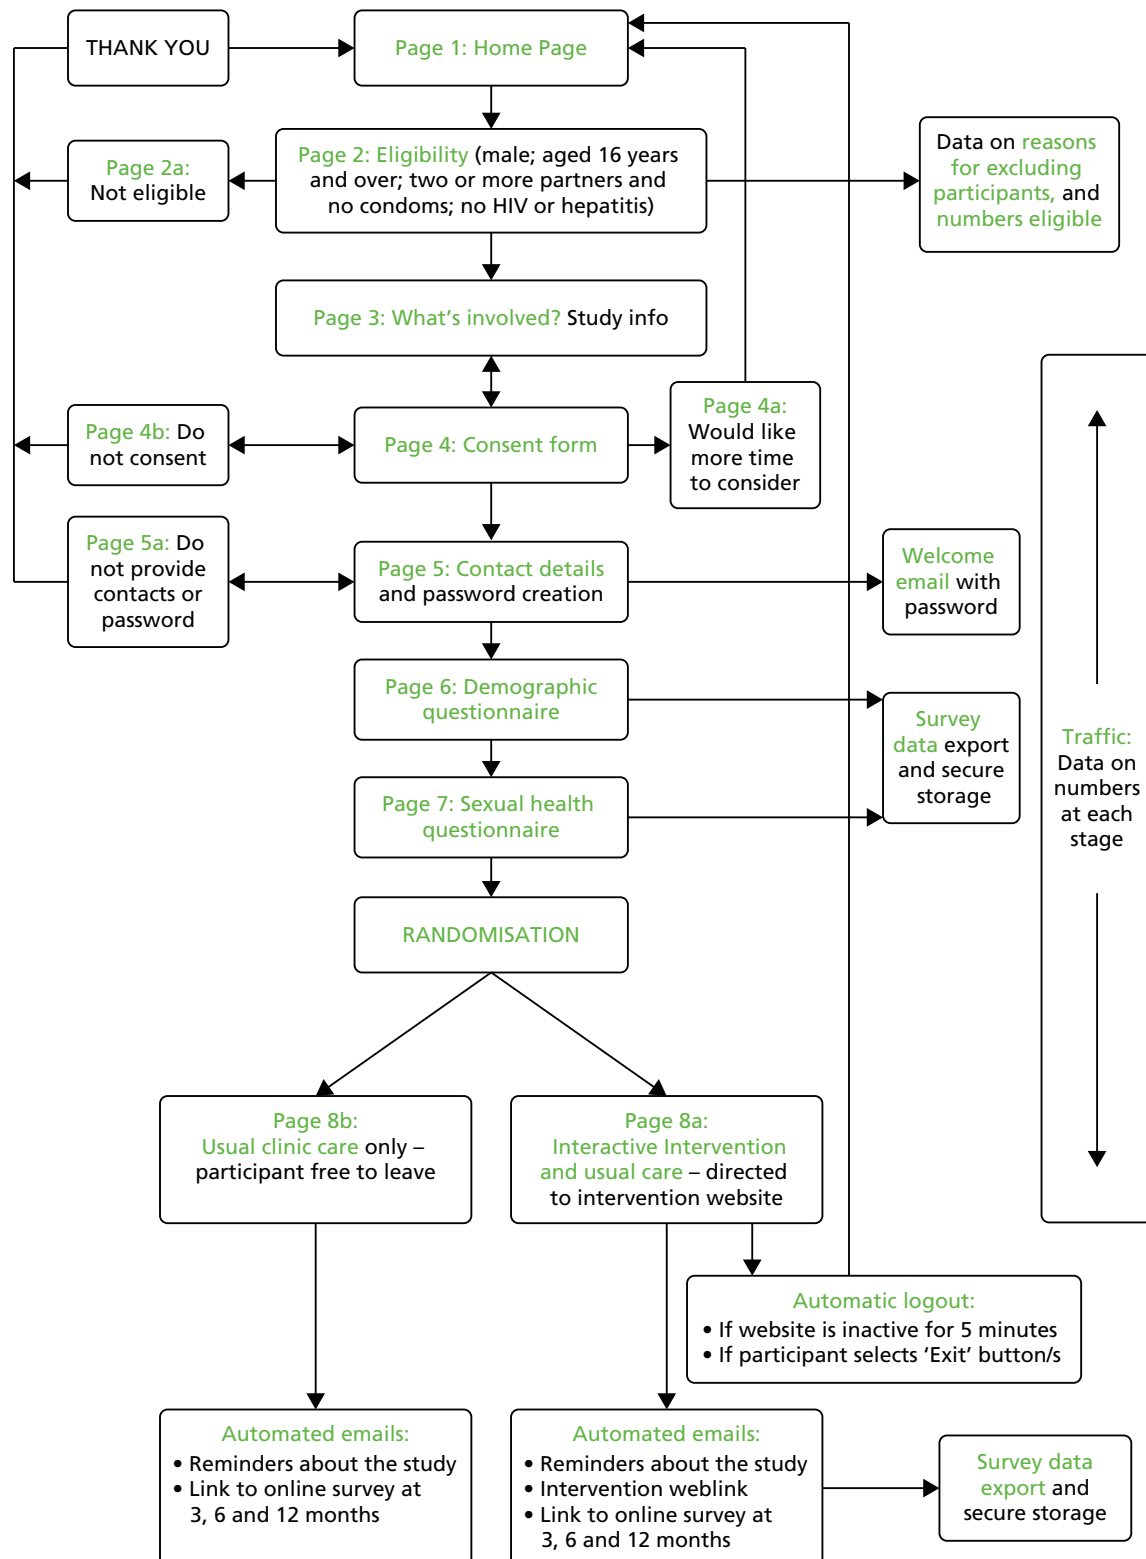 THANK YOU
Page 1: Home Page
Page 2a:
Not eligible
Page 2: Eligibility (male; aged 16 years
and over; two or more partners and
no condoms; no HIV or hepatitis)
Data on reasons
for excluding
participants, and
numbers eligible
Page 3: What's involved? Study info
Page 4b: Do
not consent
Page 4: Consent form
Page 4a:
Would like
more time
to consider
Page 5a: Do
not provide
contacts or
password
Page 5: Contact details
and password creation
Welcome
email with
password
Page 6: Demographic
questionnaire
Survey
data export
and secure
storage
Traffic:
Data on
numbers
at each
stage
Page 7: Sexual health
questionnaire
RANDOMISATION
Page 8b:
Usual clinic care only –
participant free to leave
Page 8a:
Interactive Intervention
and usual care – directed
to intervention website
Automatic logout:
• If website is inactive for 5 minutes
• If participant selects ‘Exit’ button/s
Automated emails:
• Reminders about the study
• Link to online survey at
3, 6 and 12 months
Automated emails:
• Reminders about the study
• Intervention weblink
• Link to online survey at
3, 6 and 12 months
Survey data
export and
secure storage